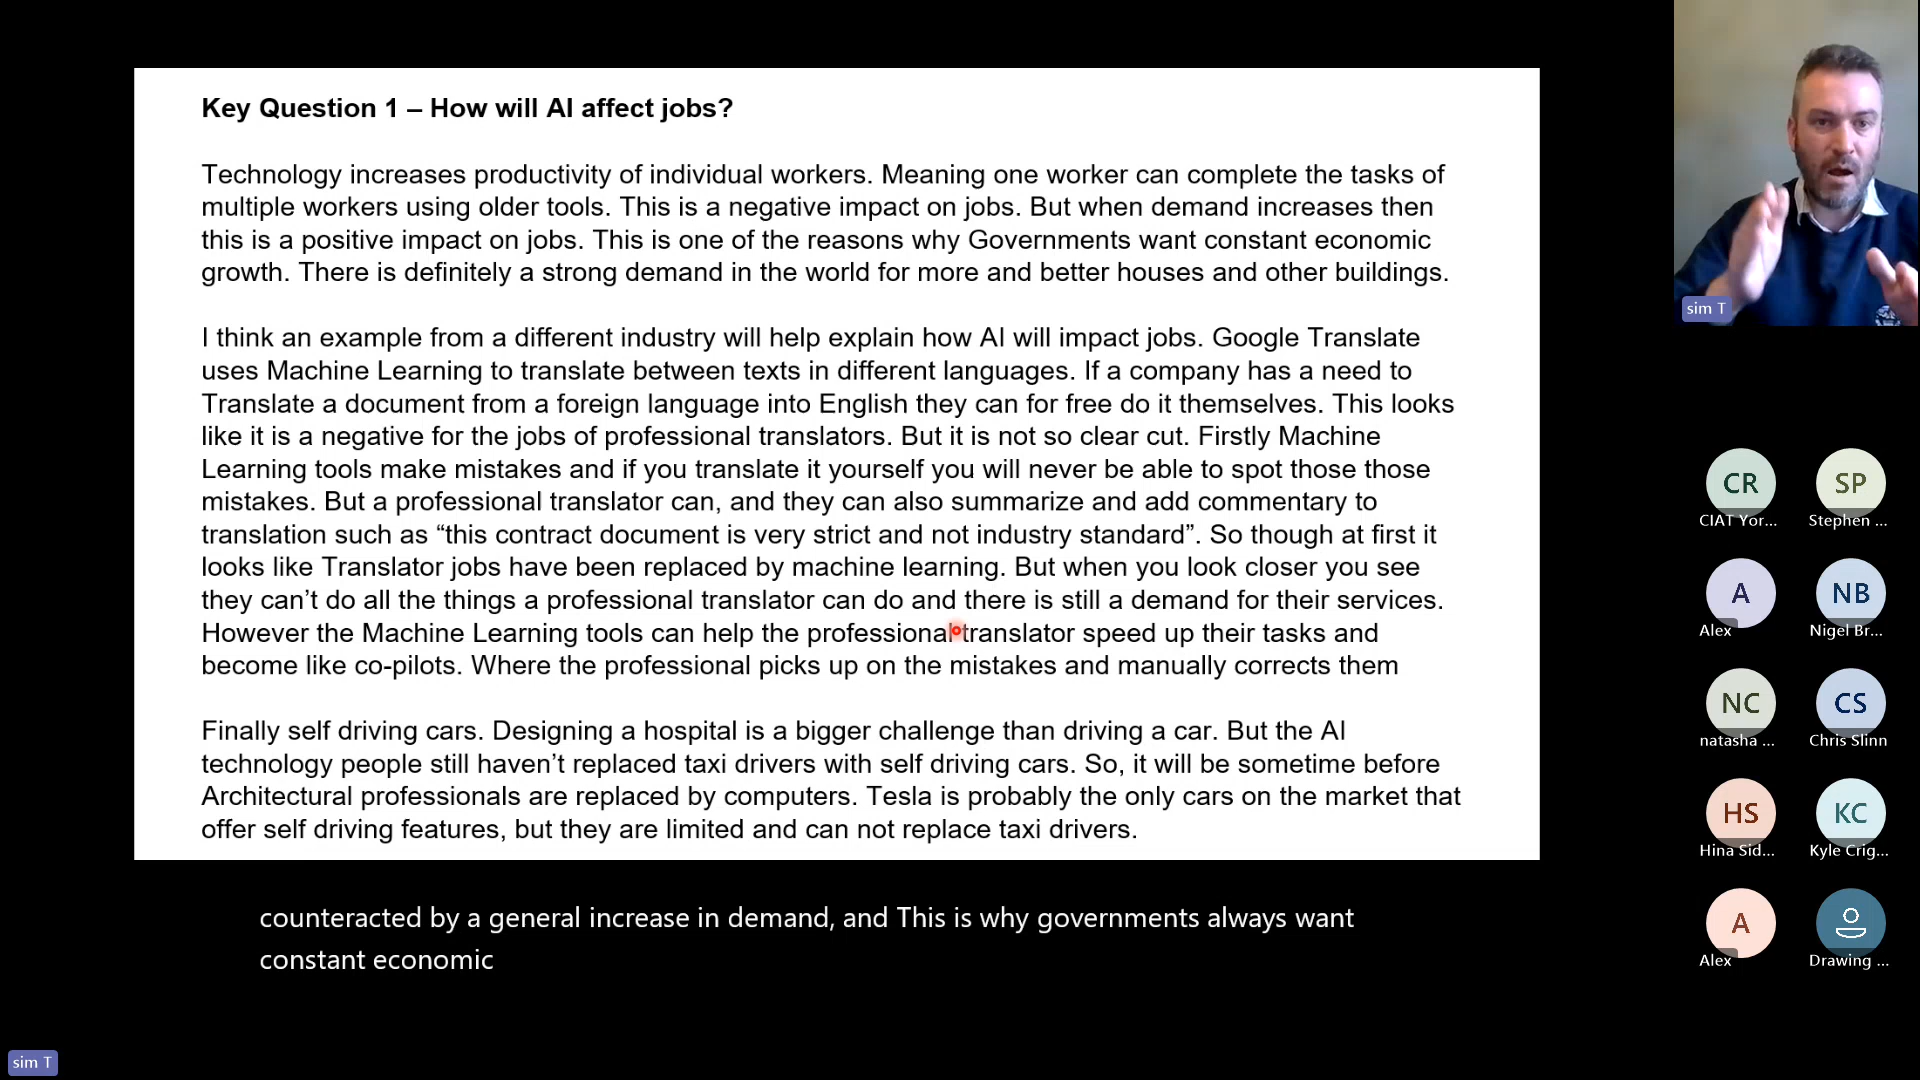 Key Question 1 – How will AI affect jobs?
Technology increases productivity of individual workers. Meaning one worker can complete the tasks of
multiple workers using older tools. This is a negative impact on jobs. But when demand increases then
this is a positive impact on jobs. This is one of the reasons why Governments want constant economic
growth. There is definitely a strong demand in the world for more and better houses and other buildings.
I think an example from a different industry will help explain how AI will impact jobs. Google Translate
uses Machine Learning to translate between texts in different languages. If a company has a need to
Translate a document from a foreign language into English they can for free do it themselves. This looks
like it is a negative for the jobs of professional translators. But it is not so clear cut. Firstly Machine
Learning tools make mistakes and if you translate it yourself you will never be able to spot those those
mistakes. But a professional translator can, and they can also summarize and add commentary to
translation such as “this contract document is very strict and not industry standard”. So though at first it
looks like Translator jobs have been replaced by machine learning. But when you look closer you see
they can’t do all the things a professional translator can do and there is still a demand for their services.
However the Machine Learning tools can help the professional translator speed up their tasks and
become like co-pilots. Where the professional picks up on the mistakes and manually corrects them
Finally self driving cars. Designing a hospital is a bigger challenge than driving a car. But the AI
technology people still haven’t replaced taxi drivers with self driving cars. So, it will be sometime before
Architectural professionals are replaced by computers. Tesla is probably the only cars on the market that
offer self driving features, but they are limited and can not replace taxi drivers.
counteracted by a general increase in demand, and This is why governments always want
constant economic
sim T
sim T
CR
CIAT Yor...
SP
Stephen ...
A
Alex
NB
Nigel Br...
NC
natasha ...
CS
Chris Slinn
HS
Hina Sid...
KC
Kyle Crig...
A
Alex
Drawing ...